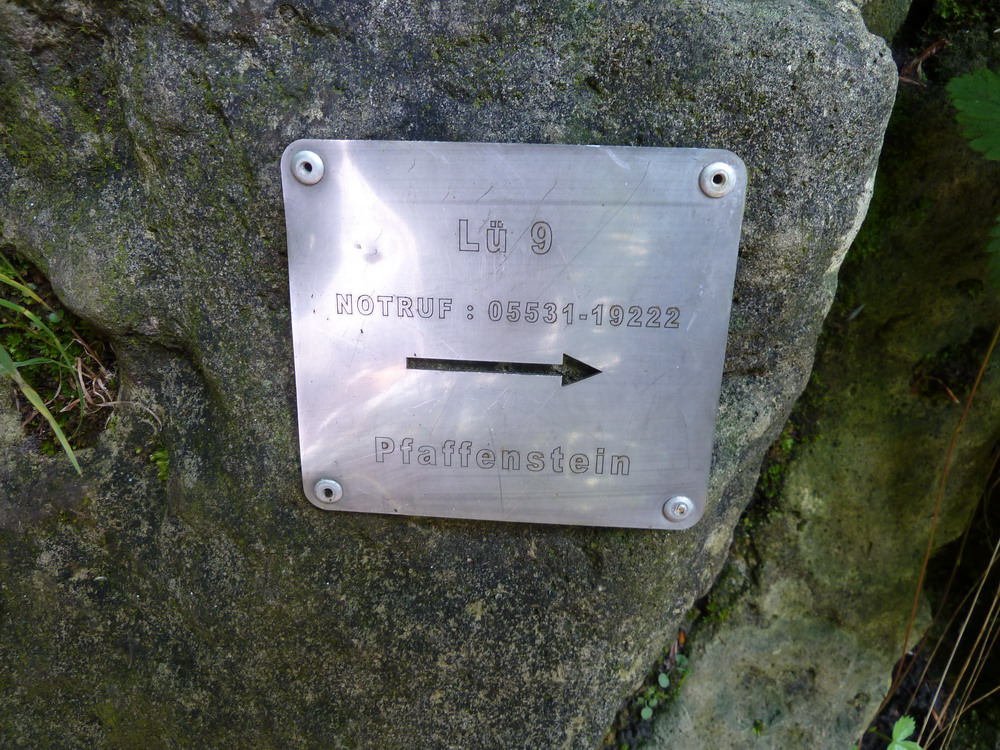 Lü 9
NOTRUF : 05531-19222
Pfaffenstein